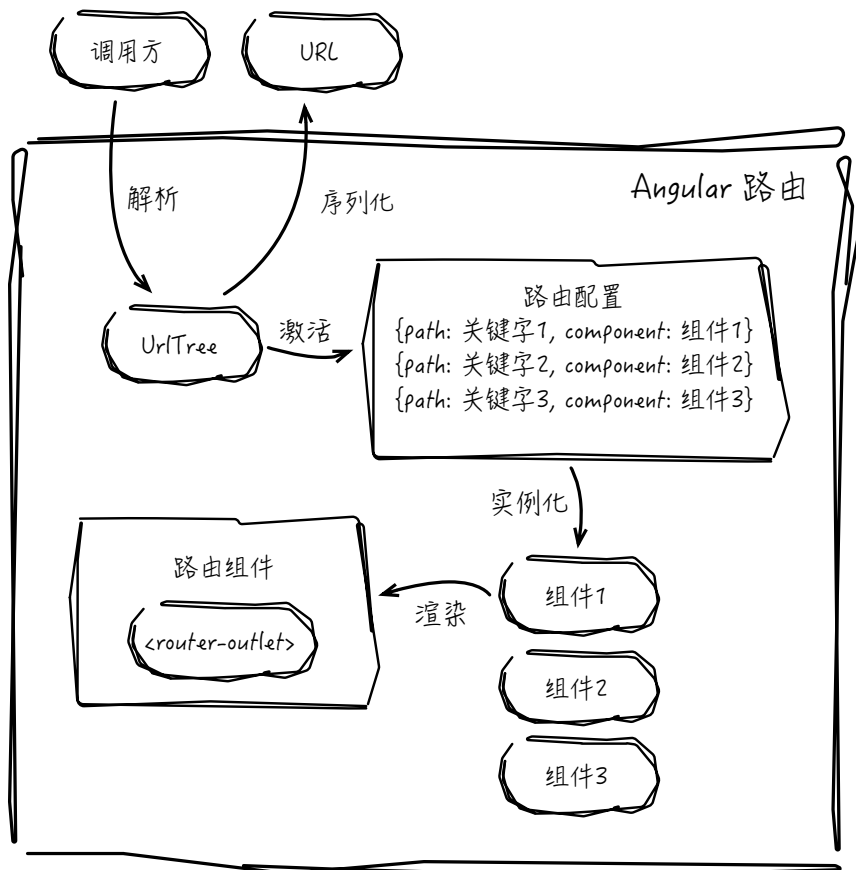 调用方
URL
解析
序列化
Angular 路由
UrlTree
激活
路由配置
{path: 关键字1, component: 组件1}
{path: 关键字2, component: 组件2}
{path: 关键字3, component: 组件3}
实例化
路由组件
<router-outlet>
渲染
组件1
组件2
组件3